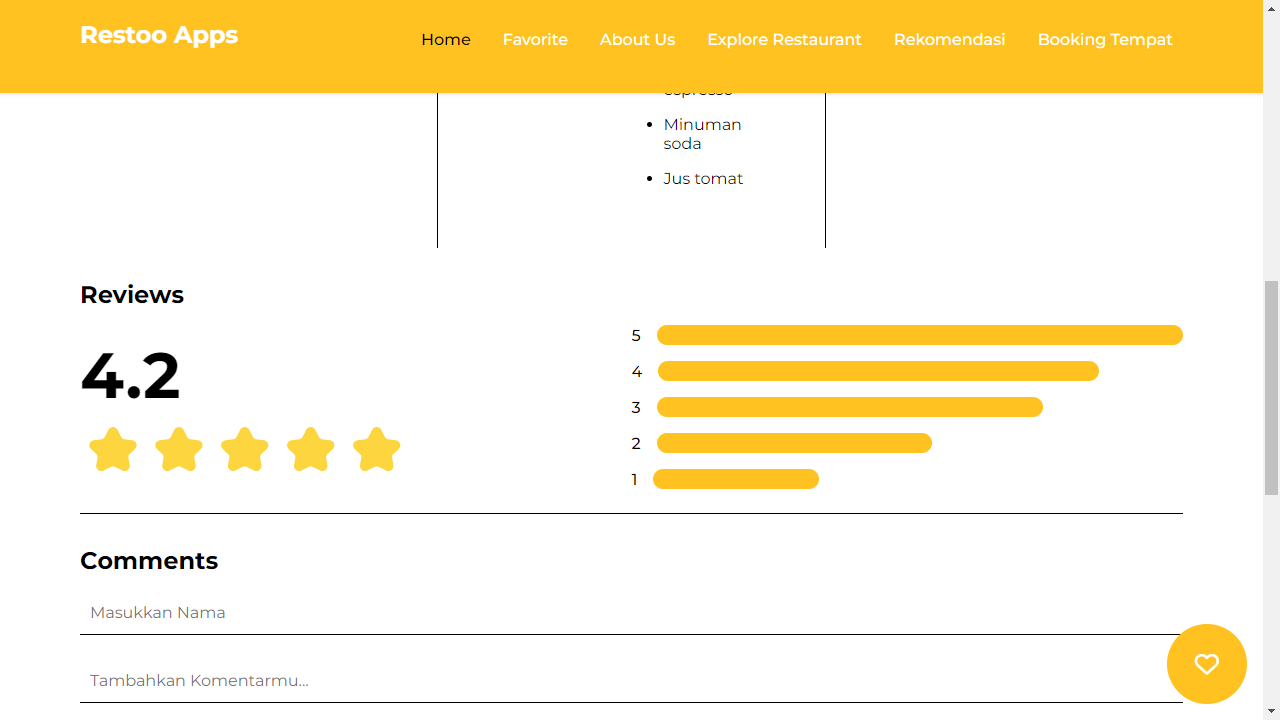 Restoo Apps
Home Favorite About Us Explore Restaurant Rekomendasi Booking Tempat
Minuman
soda
Jus tomat
Reviews
4.2
5
4
3
2
1
Comments
Masukkan Nama
Tambahkan Komentarmu...